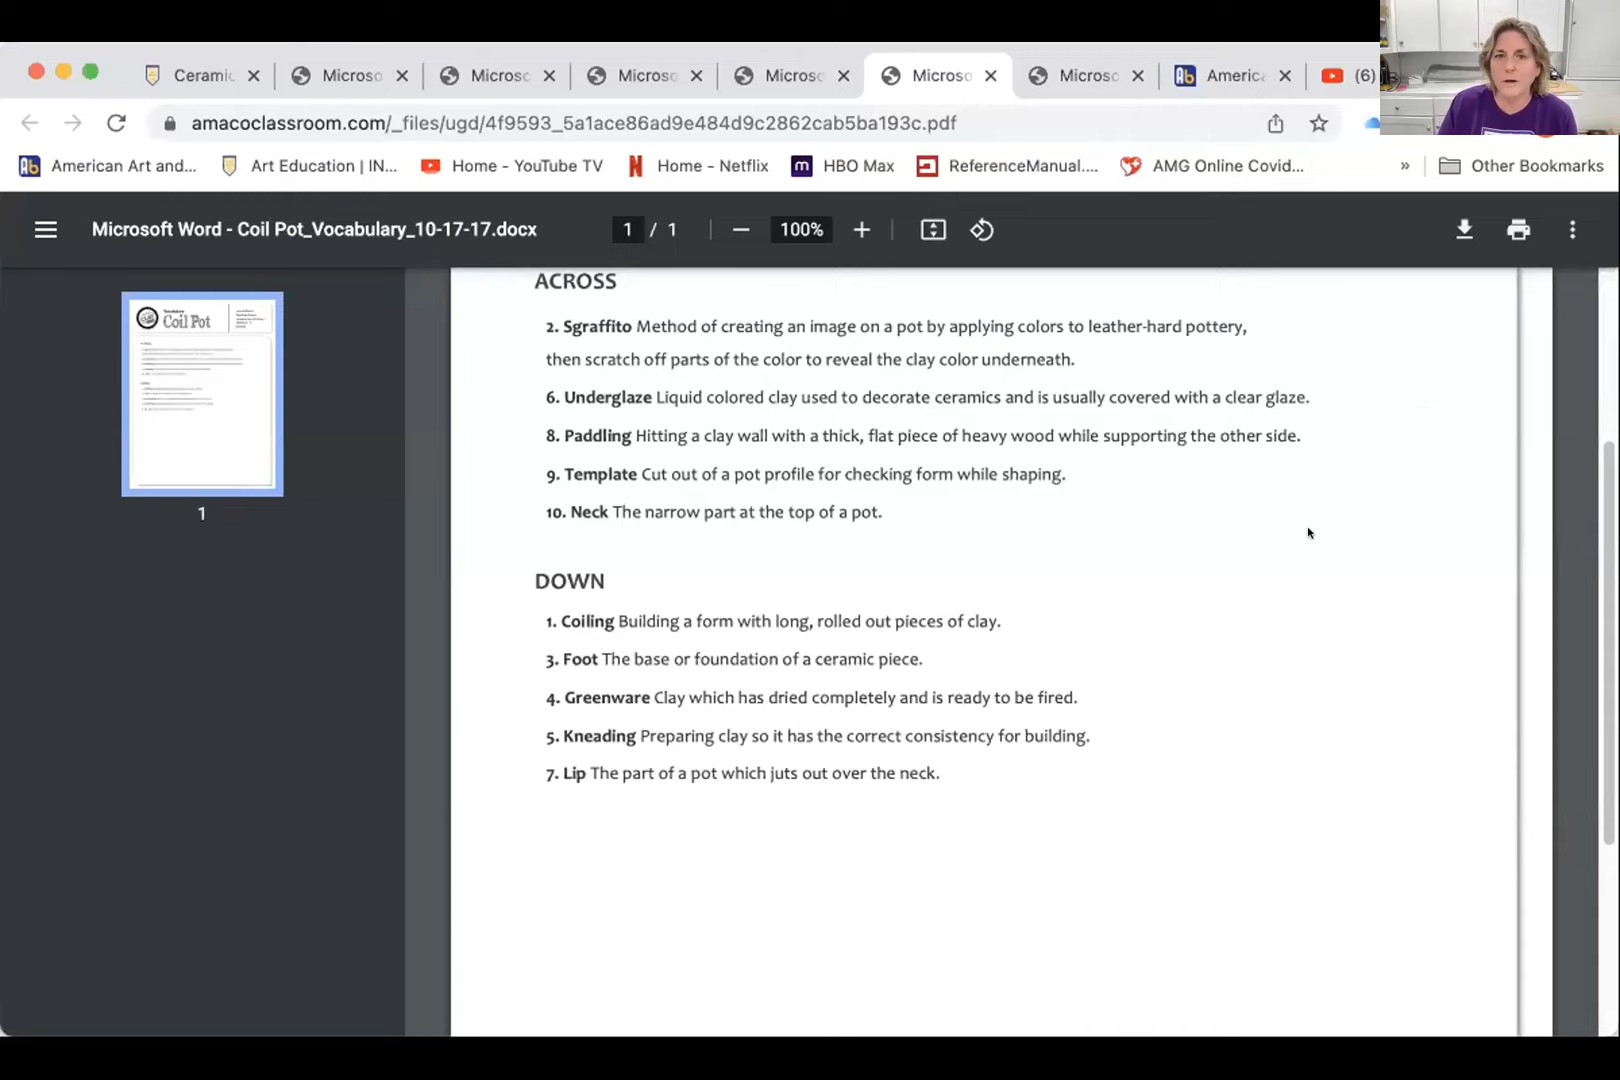 Ceramic
Microso
Microsc
Microso
Microsc
Microso
Microsc
America
(6)
amacoclassroom.com/_files/ugd/4f9593_5a1ace86ad9e484d9c2862cab5ba193c.pdf
American Art and...
Art Education | IN...
Home - YouTube TV
Home - Netflix
HBO Max
ReferenceManual....
AMG Online Covid...
»
Other Bookmarks
Microsoft Word - Coil Pot_Vocabulary_10-17-17.docx
1 / 1
100%
Coil Pot
1
ACROSS
2. Sgraffito Method of creating an image on a pot by applying colors to leather-hard pottery,
then scratch off parts of the color to reveal the clay color underneath.
6. Underglaze Liquid colored clay used to decorate ceramics and is usually covered with a clear glaze.
8. Paddling Hitting a clay wall with a thick, flat piece of heavy wood while supporting the other side.
9. Template Cut out of a pot profile for checking form while shaping.
10. Neck The narrow part at the top of a pot.
DOWN
1. Coiling Building a form with long, rolled out pieces of clay.
3. Foot The base or foundation of a ceramic piece.
4. Greenware Clay which has dried completely and is ready to be fired.
5. Kneading Preparing clay so it has the correct consistency for building.
7. Lip The part of a pot which juts out over the neck.